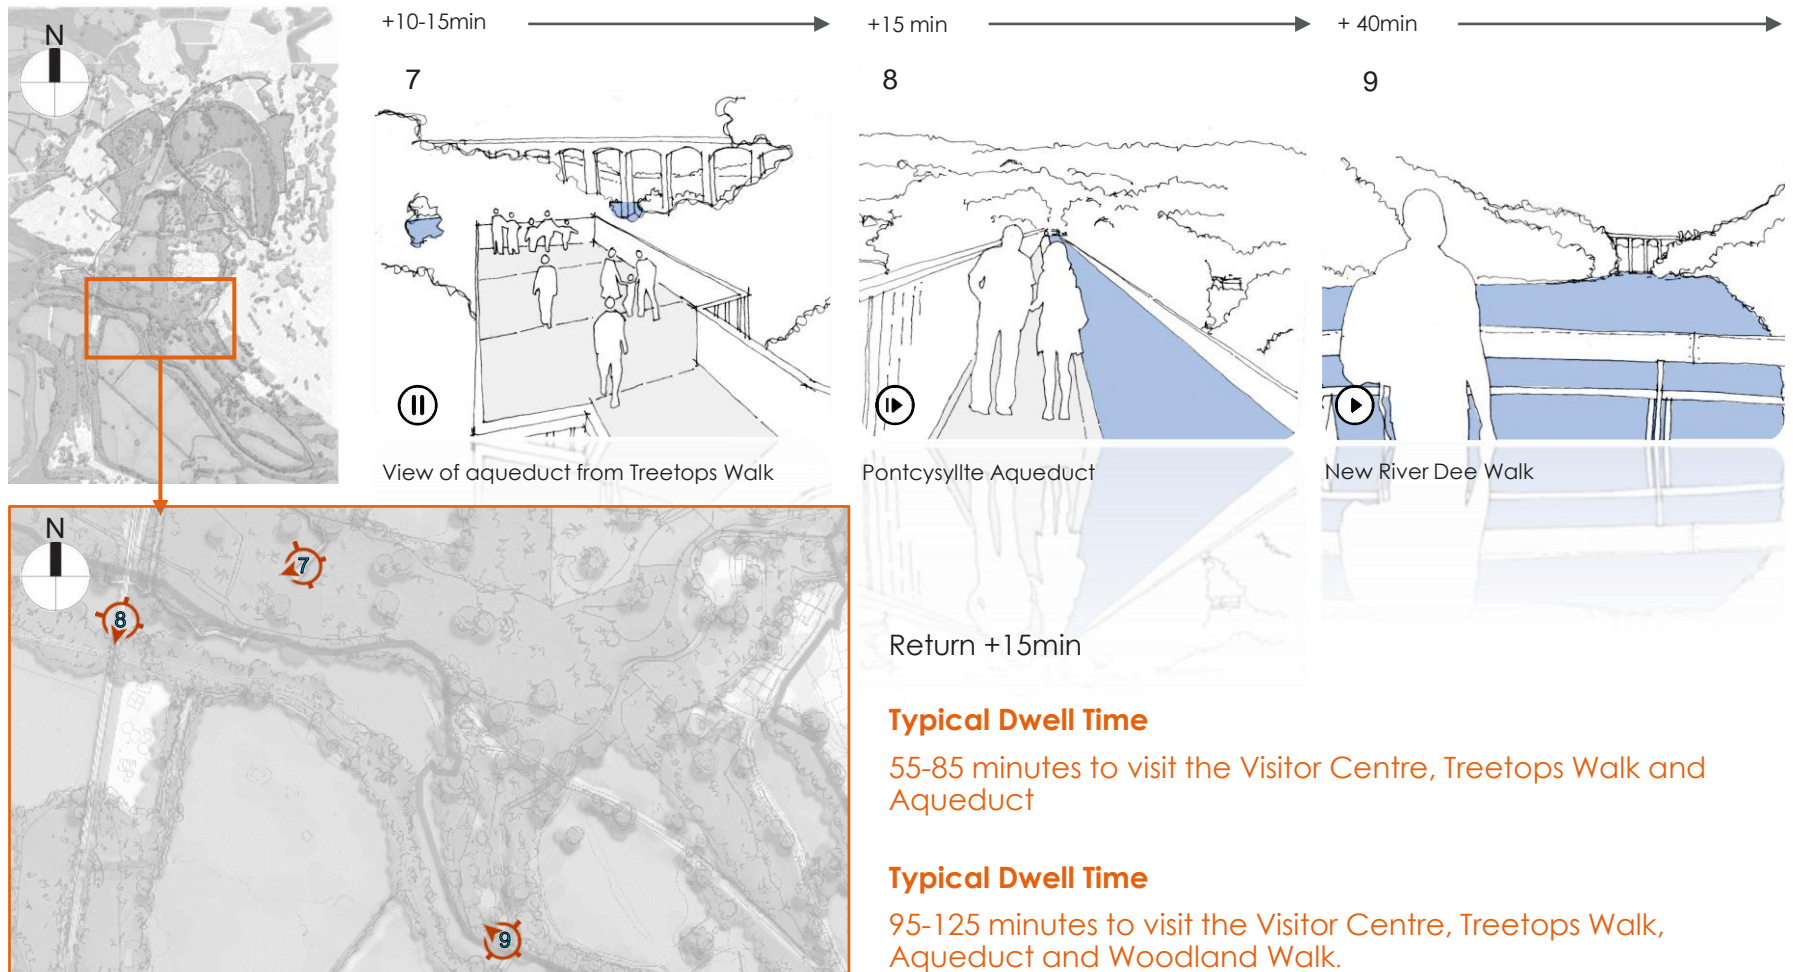 N
+10-15min
+15 min
+ 40min
7
8
9
View of aqueduct from Treetops Walk
Pontcysyllte Aqueduct
New River Dee Walk
N
7
8
9
Return +15min
Typical Dwell Time
55-85 minutes to visit the Visitor Centre, Treetops Walk and
Aqueduct
Typical Dwell Time
95-125 minutes to visit the Visitor Centre, Treetops Walk,
Aqueduct and Woodland Walk.